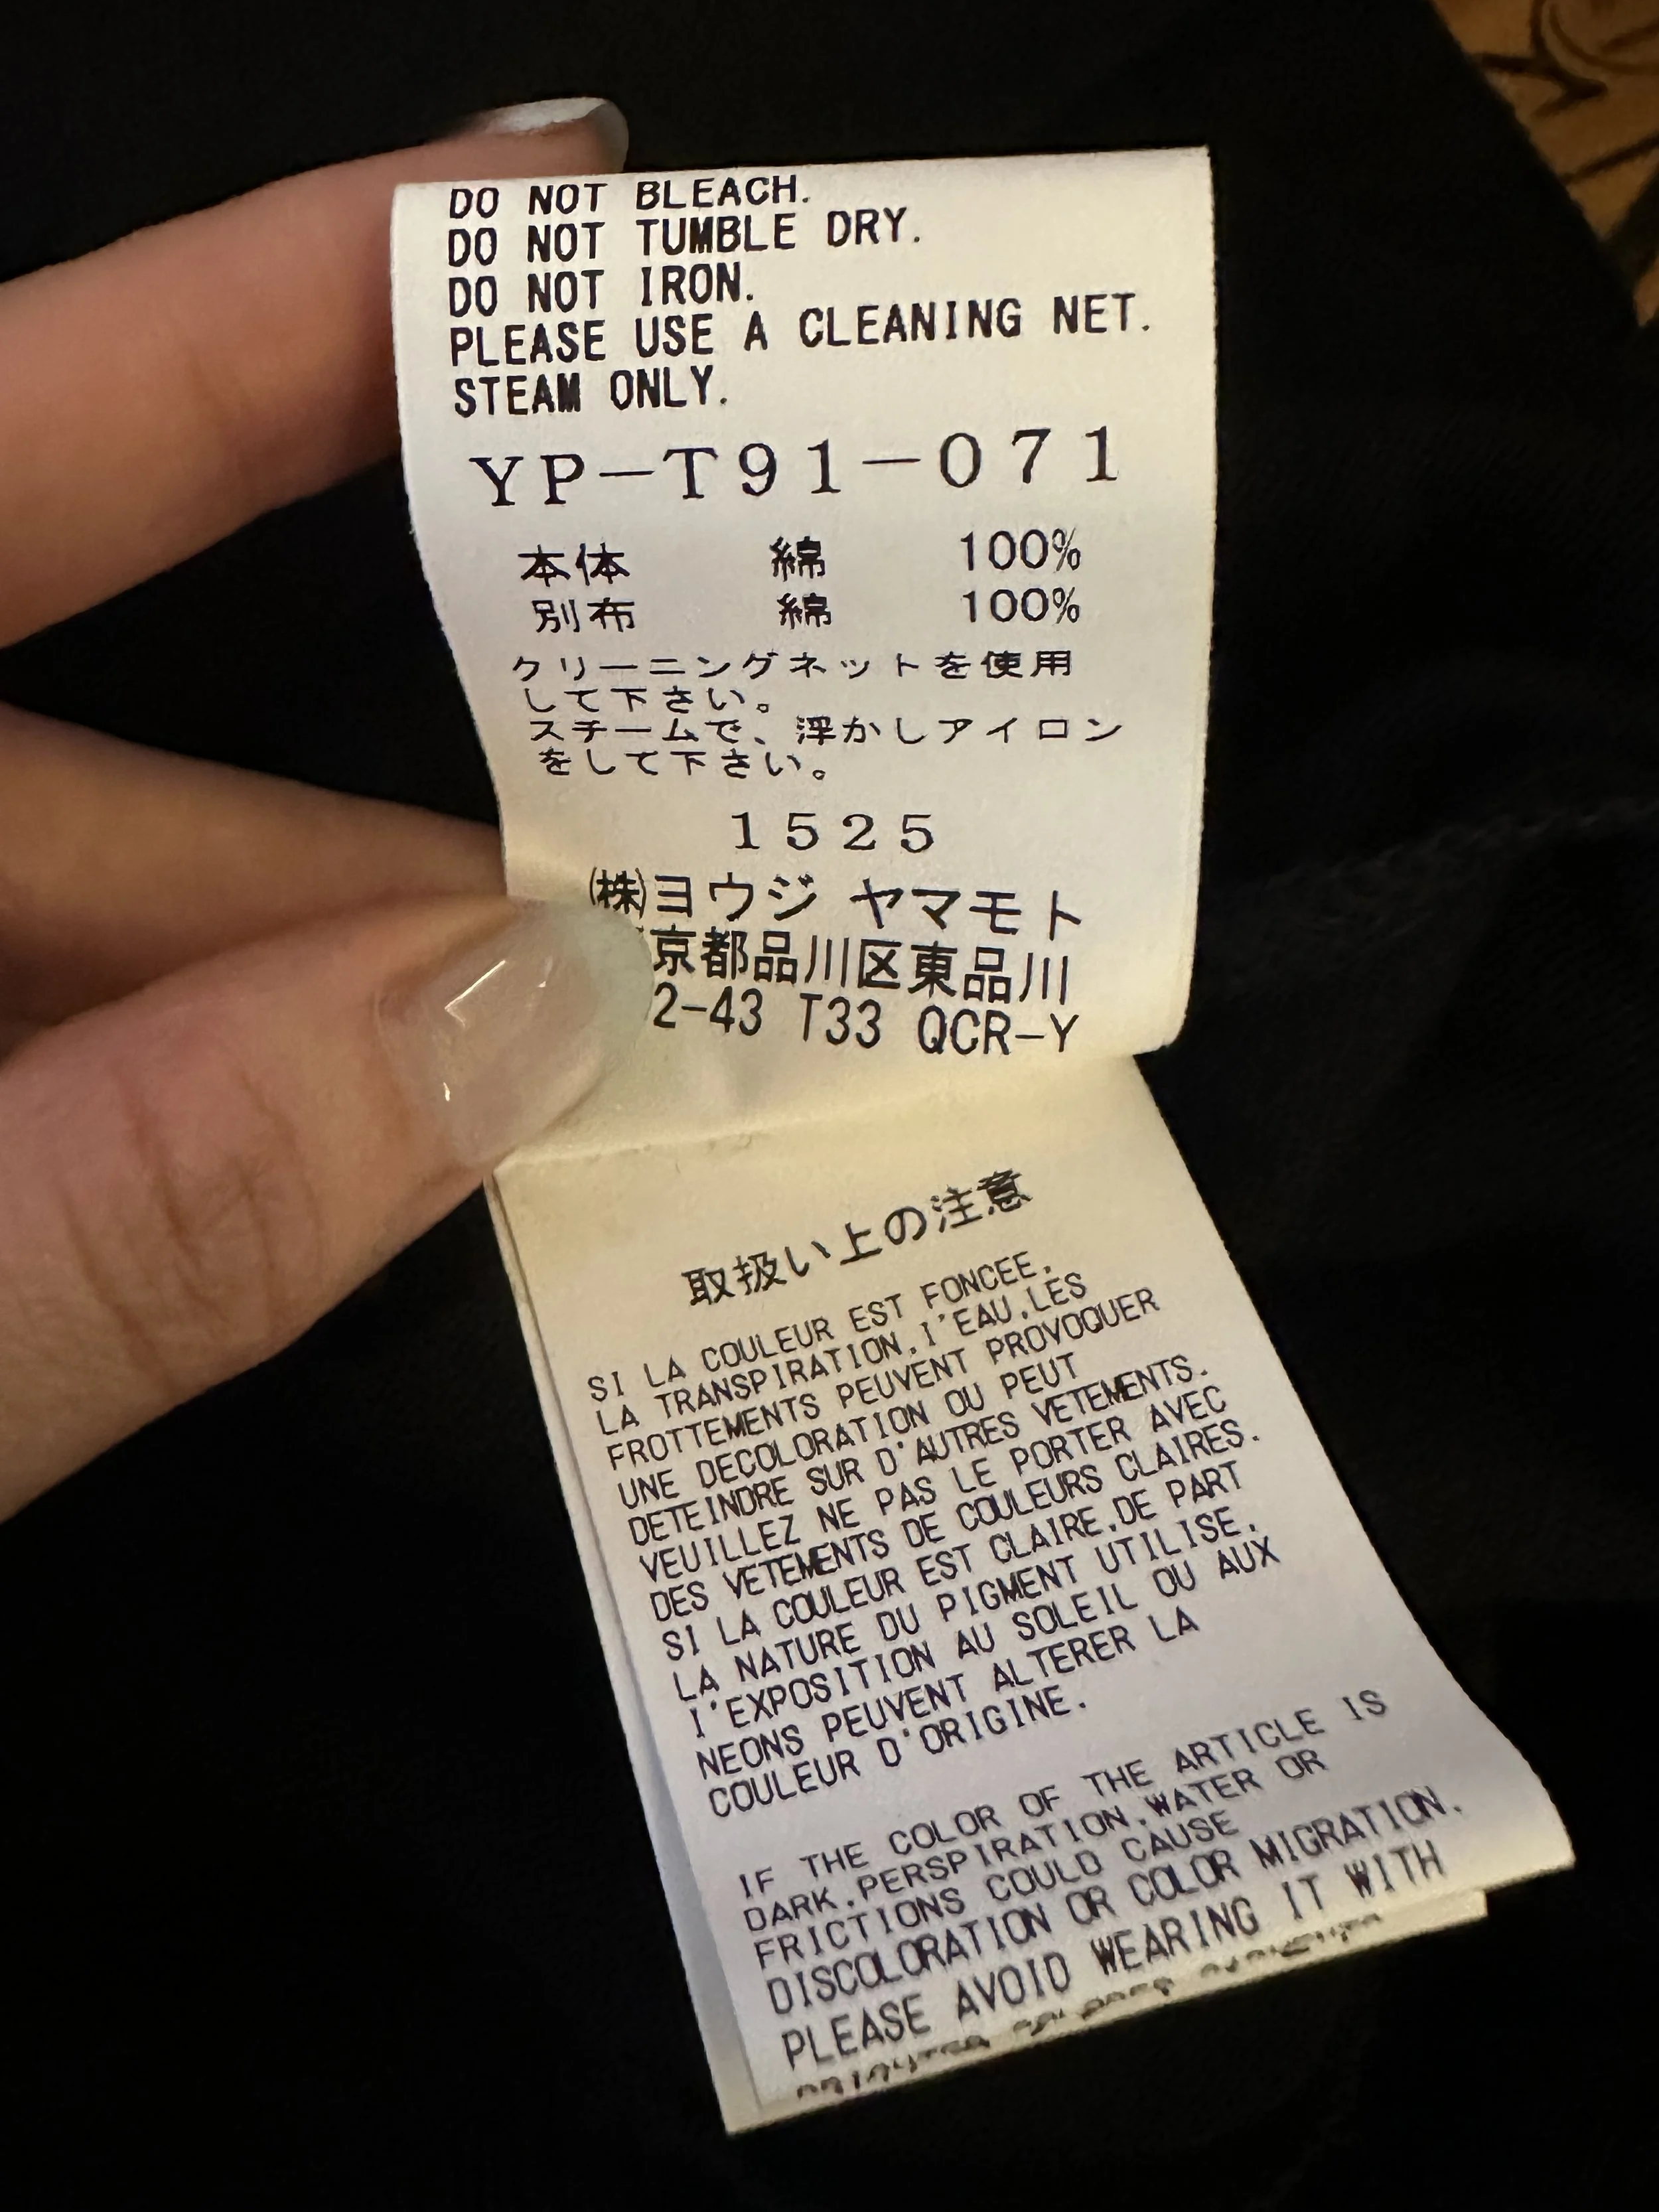 DO NOT BLEACH.
DO NOT TUMBLE DRY.
DO NOT IRON.
PLEASE USE A CLEANING NET.
STEAM ONLY.
YP-T91-071
本体 綿 100%
別布 綿 100%
クリーニングネットを使用
して下さい。
スチームで、浮かしアイロン
をして下さい。
1525
(株)ヨウジ ヤマモト
京都品川区東品川
2-43 T33 QCR-Y
取扱い上の注意
SI LA COULEUR EST FONCEE,
LA TRANSPIRATION,I'EAU,LES
FROTTEMENTS PEUVENT PROVOQUER
UNE DECOLORATION OU PEUT
DETEINDRE SUR D'AUTRES VETEMENTS.
VEUILLEZ NE PAS LE PORTER AVEC
DES VETEMENTS DE COULEURS CLAIRES.
SI LA COULEUR EST CLAIRE,DE PART
LA NATURE DU PIGMENT UTILISE,
I'EXPOSITION AU SOLEIL OU AUX
NEONS PEUVENT ALTERER LA
COULEUR D'ORIGINE.
IF THE COLOR OF THE ARTICLE IS
DARK,PERSPIRATION,WATER OR
FRICTIONS COULD CAUSE
DISCOLORATION OR COLOR MIGRATION.
PLEASE AVOID WEARING IT WITH